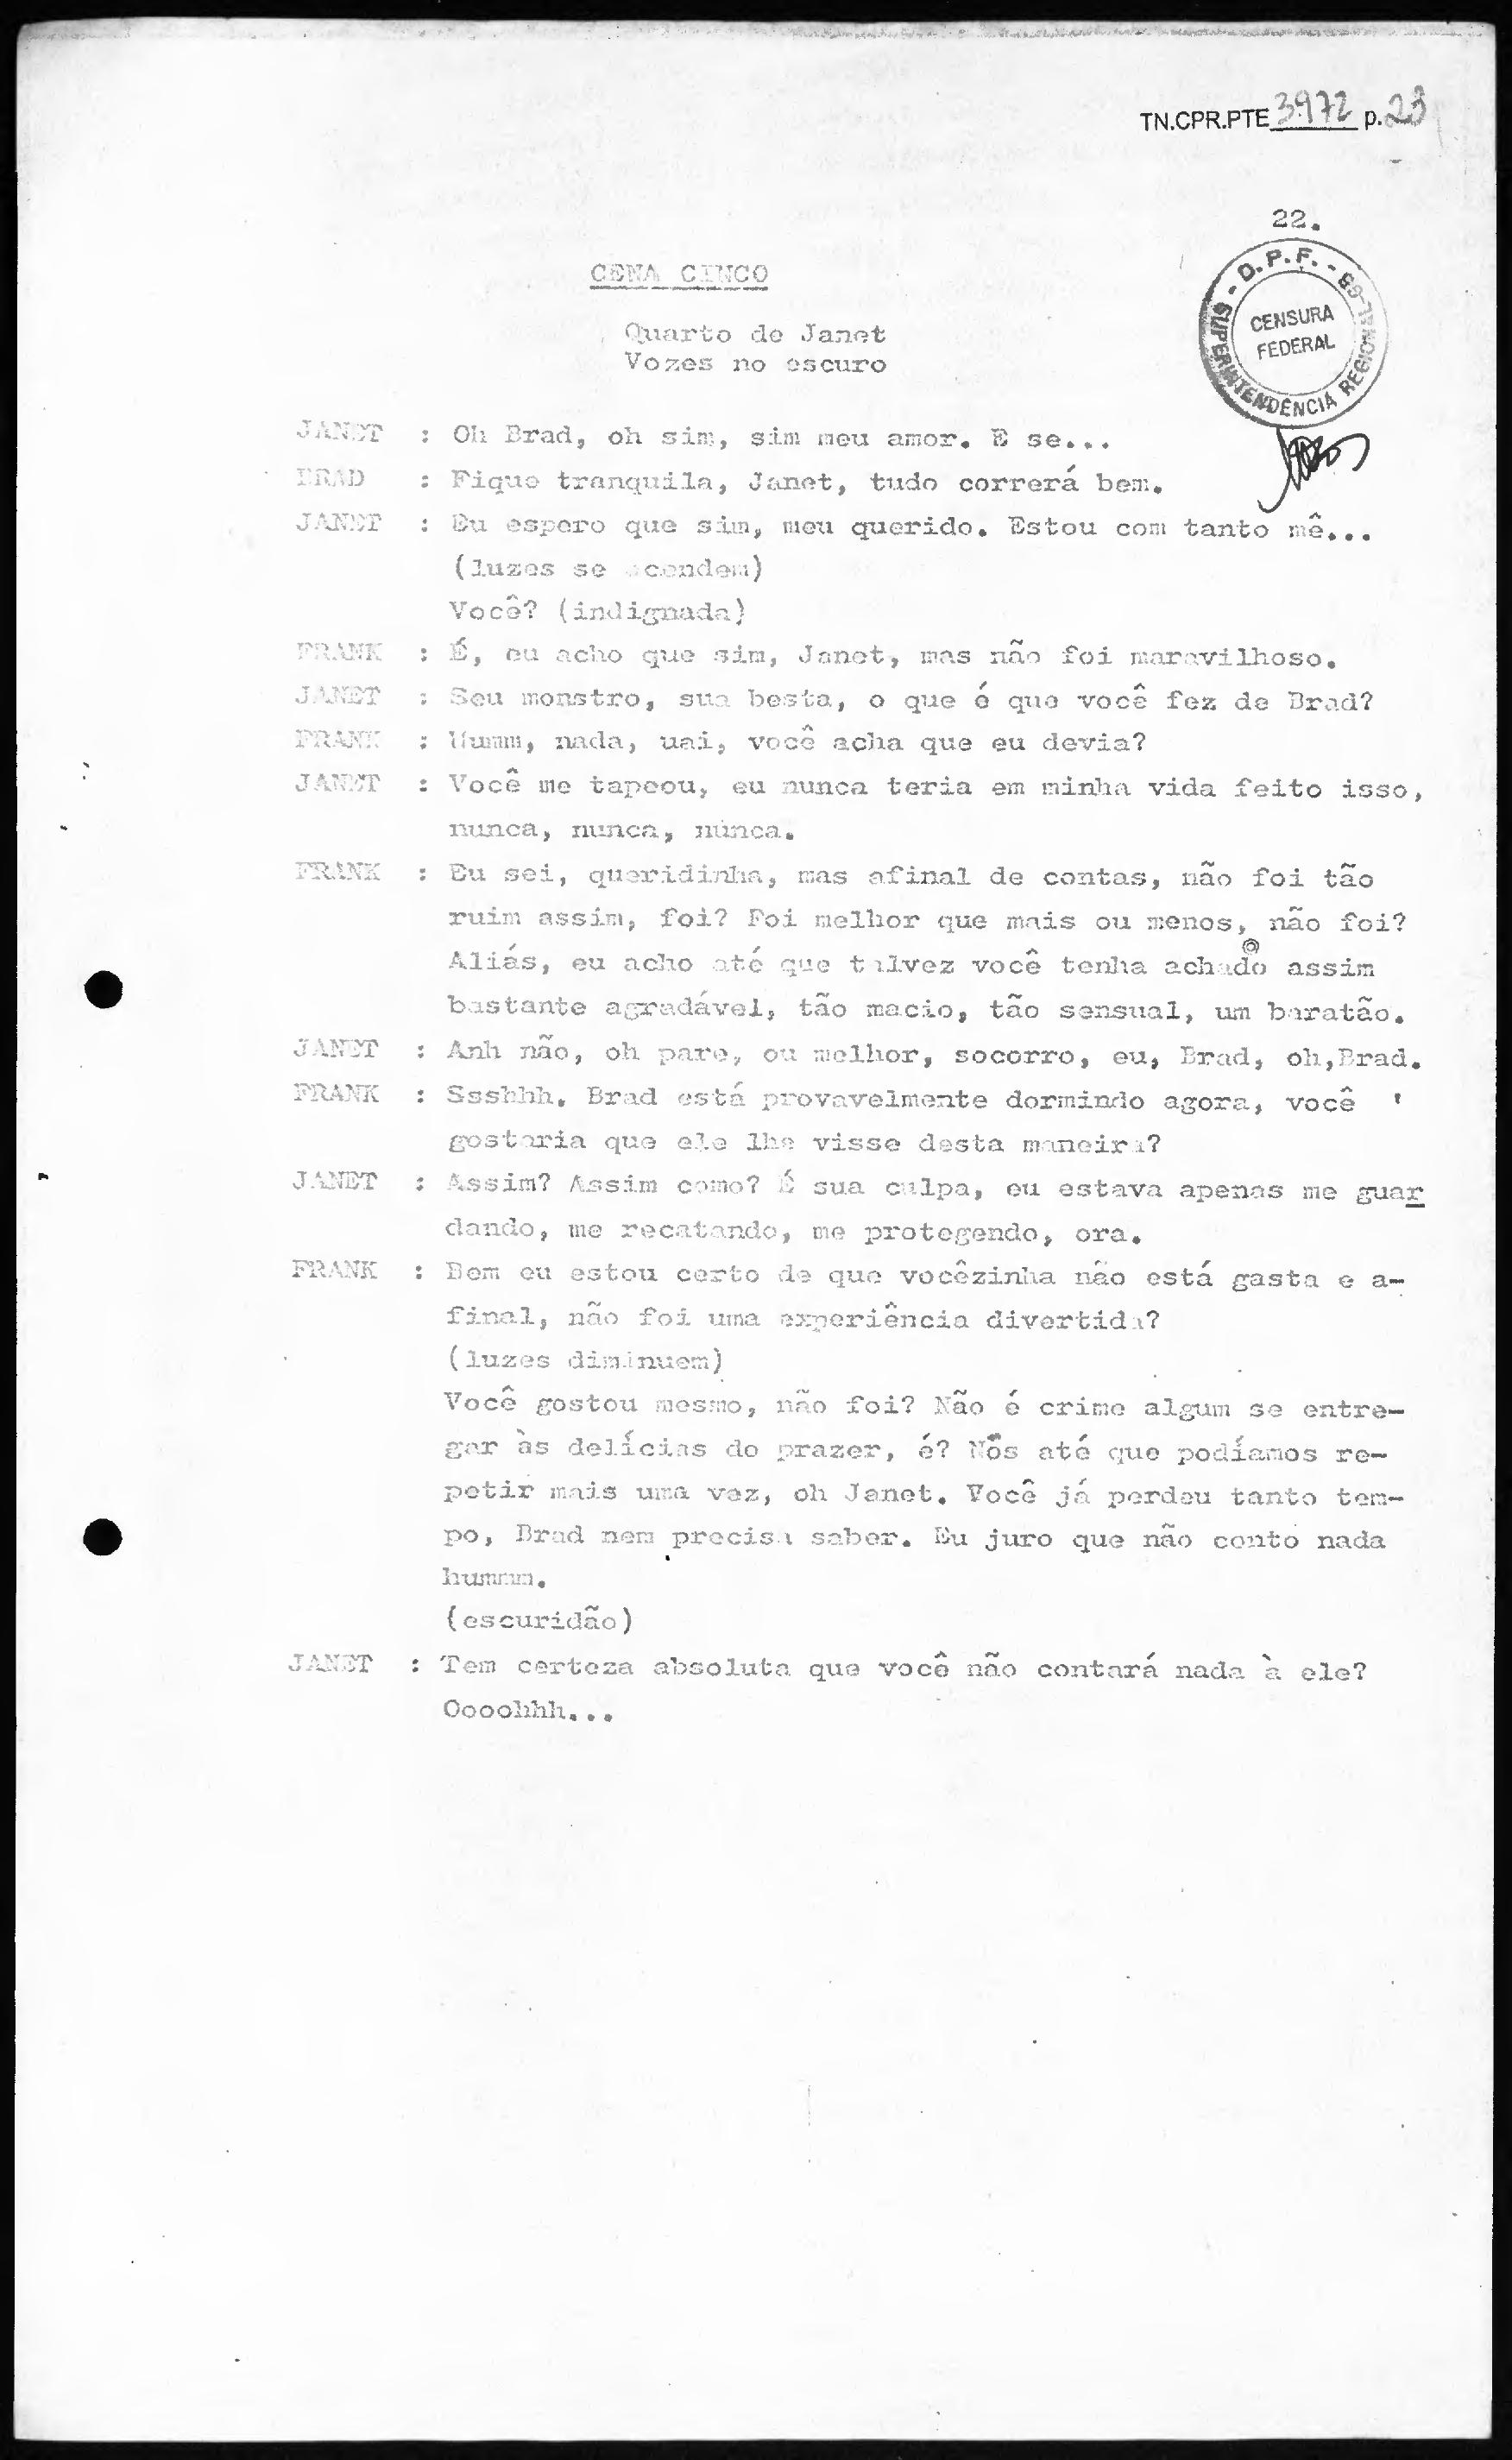 TN.CPR.PTE 3972 p.23
22.
SUPERINTENDÊNCIA REGIONAL-GB - D.P.F. -
CENSURA
FEDERAL
CENA CINCO
Quarto de Janet
Vozes no escuro
JANET : Oh Brad, oh sim, sim meu amor. E se...
BRAD : Fique tranquila, Janet, tudo correrá bem.
JANET : Eu espero que sim, meu querido. Estou com tanto mê...
(luzes se acendem)
Você? (indignada)
FRANK : É, eu acho que sim, Janet, mas não foi maravilhoso.
JANET : Seu monstro, sua besta, o que é que você fez de Brad?
FRANK : Humm, nada, uai, você acha que eu devia?
JANET : Você me tapeou, eu nunca teria em minha vida feito isso,
nunca, nunca, núnca.
FRANK : Eu sei, queridinha, mas afinal de contas, não foi tão
ruim assim, foi? Foi melhor que mais ou menos, não foi?
Aliás, eu acho até que talvez você tenha achado assim
bastante agradável, tão macio, tão sensual, um baratão.
JANET : Anh não, oh pare, ou melhor, socorro, eu, Brad, oh,Brad.
FRANK : Ssshhh. Brad está provavelmente dormindo agora, você '
gostaria que ele lhe visse desta maneira?
JANET : Assim? Assim como? É sua culpa, eu estava apenas me guar
dando, me recatando, me protegendo, ora.
FRANK : Bem eu estou certo de que vocêzinha não está gasta e a-
final, não foi uma experiência divertida?
(luzes diminuem)
Você gostou mesmo, não foi? Não é crime algum se entre-
gar às delícias do prazer, é? Nós até que podíamos re-
petir mais uma vez, oh Janet. Você já perdeu tanto tem-
po, Brad nem precisa saber. Eu juro que não conto nada
hummm.
(escuridão)
JANET : Tem certeza absoluta que você não contará nada à ele?
Oooohhh...